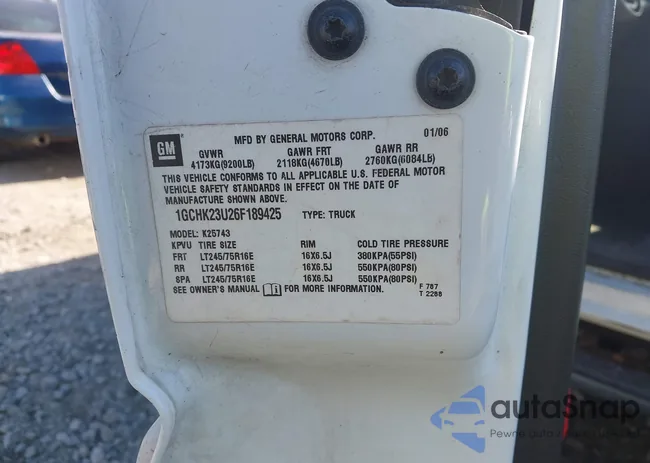 GM
MFD BY GENERAL MOTORS CORP. 01/06
GVWR GAWR FRT GAWR RR
4173KG(9200LB) 2118KG(4670LB) 2760KG(6084LB)
THIS VEHICLE CONFORMS TO ALL APPLICABLE U.S. FEDERAL MOTOR
VEHICLE SAFETY STANDARDS IN EFFECT ON THE DATE OF
MANUFACTURE SHOWN ABOVE.
1GCHK23U26F189425 TYPE: TRUCK
MODEL: K25743
KPVU TIRE SIZE RIM COLD TIRE PRESSURE
FRT LT245/75R16E 16X6.5J 380KPA(55PSI)
RR LT245/75R16E 16X6.5J 550KPA(80PSI)
SPA LT245/75R16E 16X6.5J 550KPA(80PSI)
SEE OWNER'S MANUAL FOR MORE INFORMATION.
F 787
T 2288
autoSnap
Pewne auto